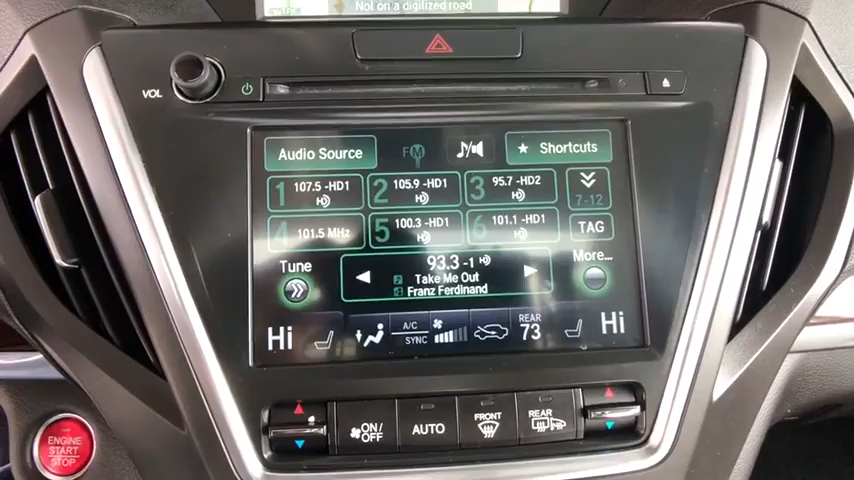 Not on a digitized road
VOL
Audio Source
FM
★ Shortcuts
1 107.5 -HD1
2 105.9 -HD1
3 95.7 -HD2
7-12
4 101.5 MHz
5 100.3 -HD1
6 101.1 -HD1
TAG
Tune
93.3 -1
Take Me Out
Franz Ferdinand
More...
Hi
A/C
SYNC
REAR
73
Hi
ON/
OFF
AUTO
FRONT
REAR
ENGINE
START
STOP